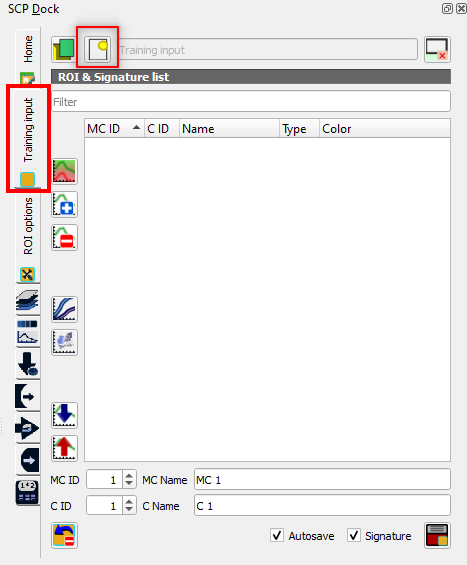 SCP Dock
Home
Training input
ROI options
Training input
ROI & Signature list
Filter
MC ID C ID Name Type Color
MC ID 1 MC Name MC 1
C ID 1 C Name C 1
Autosave Signature